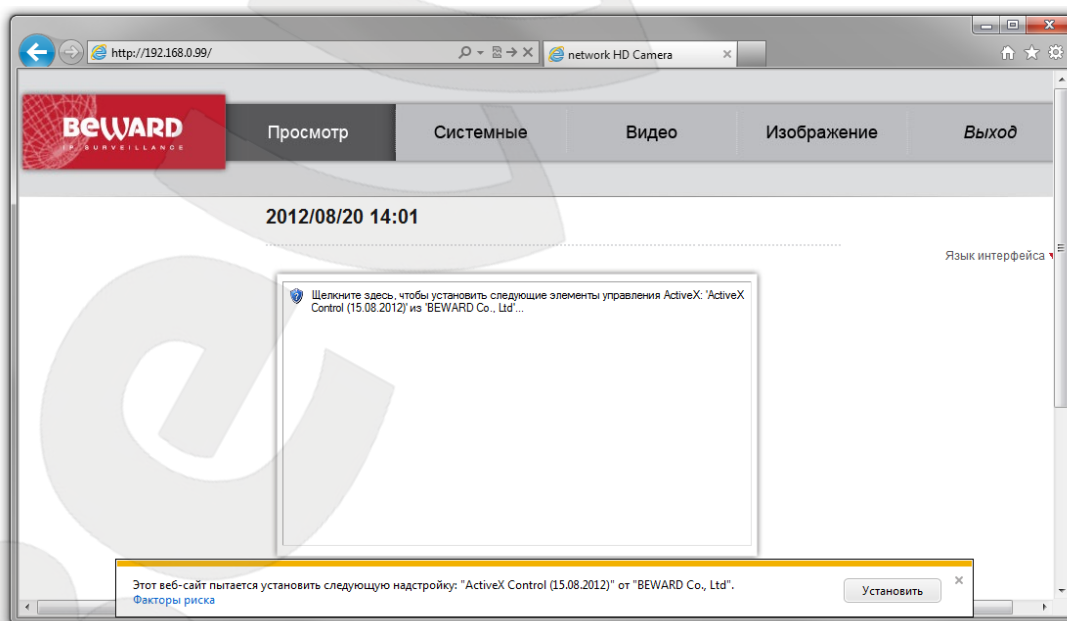 http://192.168.0.99/
network HD Camera
BEWARD
IP SURVEILLANCE
Просмотр
Системные
Видео
Изображение
Выход
2012/08/20 14:01
Язык интерфейса
Щелкните здесь, чтобы установить следующие элементы управления ActiveX: 'ActiveX
Control (15.08.2012)' из 'BEWARD Co., Ltd'...
Этот веб-сайт пытается установить следующую надстройку: "ActiveX Control (15.08.2012)" от "BEWARD Co., Ltd".
Факторы риска
Установить